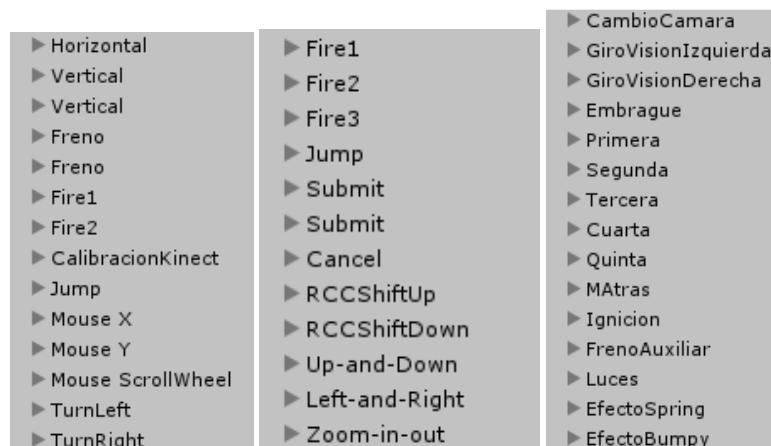 Horizontal
Vertical
Vertical
Freno
Freno
Fire1
Fire2
CalibracionKinect
Jump
Mouse X
Mouse Y
Mouse ScrollWheel
TurnLeft
TurnRight
Fire1
Fire2
Fire3
Jump
Submit
Submit
Cancel
RCCShiftUp
RCCShiftDown
Up-and-Down
Left-and-Right
Zoom-in-out
CambioCamara
GiroVisionIzquierda
GiroVisionDerecha
Embrague
Primera
Segunda
Tercera
Cuarta
Quinta
MAtras
Ignicion
FrenoAuxiliar
Luces
EfectoSpring
EfectoBumpy